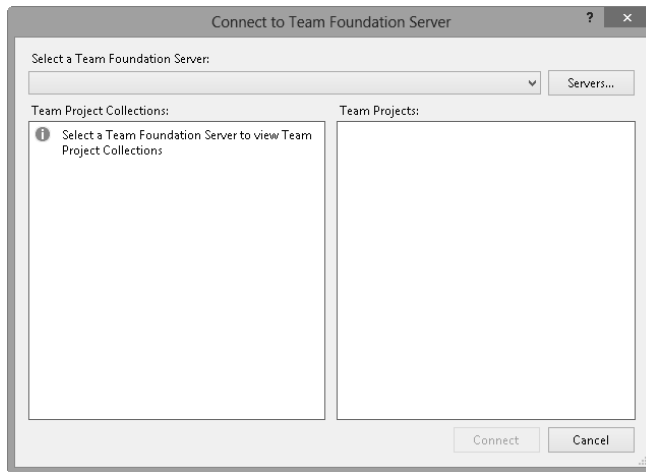 Connect to Team Foundation Server
? x
Select a Team Foundation Server:
Servers...
Team Project Collections:
Team Projects:
Select a Team Foundation Server to view Team
Project Collections
Connect
Cancel